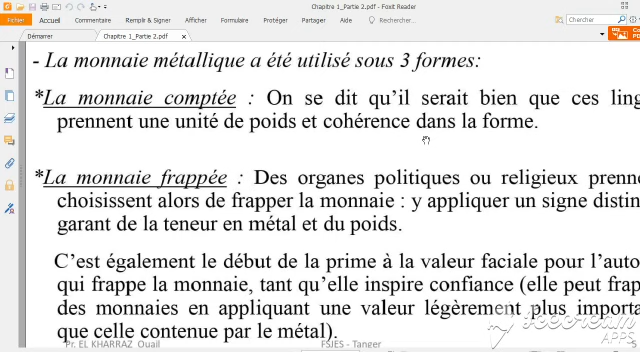 Chapitre 1_Partie 2.pdf - Foxit Reader
Fichier Accueil Commentaire Remplir & Signer Afficher Formulaire Protéger Partager Aide Rechercher Chercher
Démarrer Chapitre 1_Partie 2.pdf
- La monnaie métallique a été utilisé sous 3 formes:
*La monnaie comptée : On se dit qu'il serait bien que ces ling
prennent une unité de poids et cohérence dans la forme.
*La monnaie frappée : Des organes politiques ou religieux prenne
choisissent alors de frapper la monnaie : y appliquer un signe distin
garant de la teneur en métal et du poids.
C'est également le début de la prime à la valeur faciale pour l'auto
qui frappe la monnaie, tant qu'elle inspire confiance (elle peut frap
des monnaies en appliquant une valeur légèrement plus importa
que celle contenue par le métal).
Pr. EL KHARRAZ Ouail FSJES - Tanger 5
Icecream
APPS